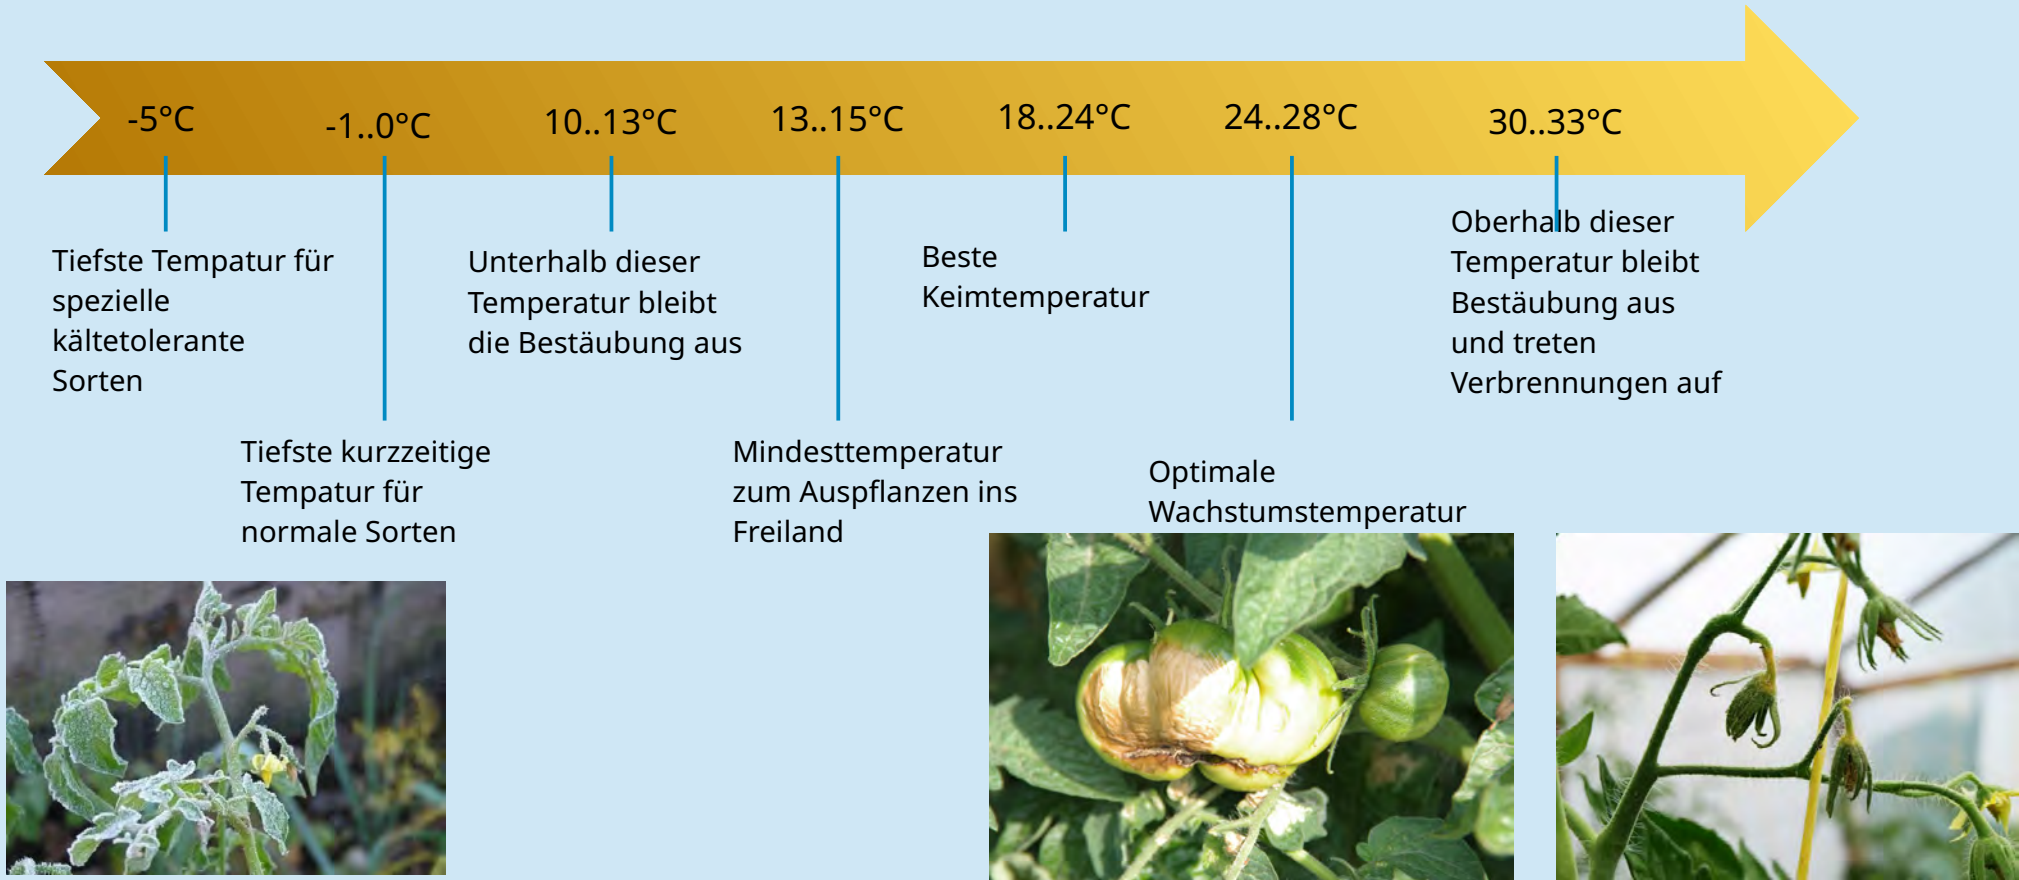 -5°C
-1..0°C
10..13°C
13..15°C
18..24°C
24..28°C
30..33°C
Tiefste Tempatur für
spezielle
kältetolerante
Sorten
Tiefste kurzzeitige
Tempatur für
normale Sorten
Unterhalb dieser
Temperatur bleibt
die Bestäubung aus
Mindesttemperatur
zum Auspflanzen ins
Freiland
Beste
Keimtemperatur
Optimale
Wachstumstemperatur
Oberhalb dieser
Temperatur bleibt
Bestäubung aus
und treten
Verbrennungen auf